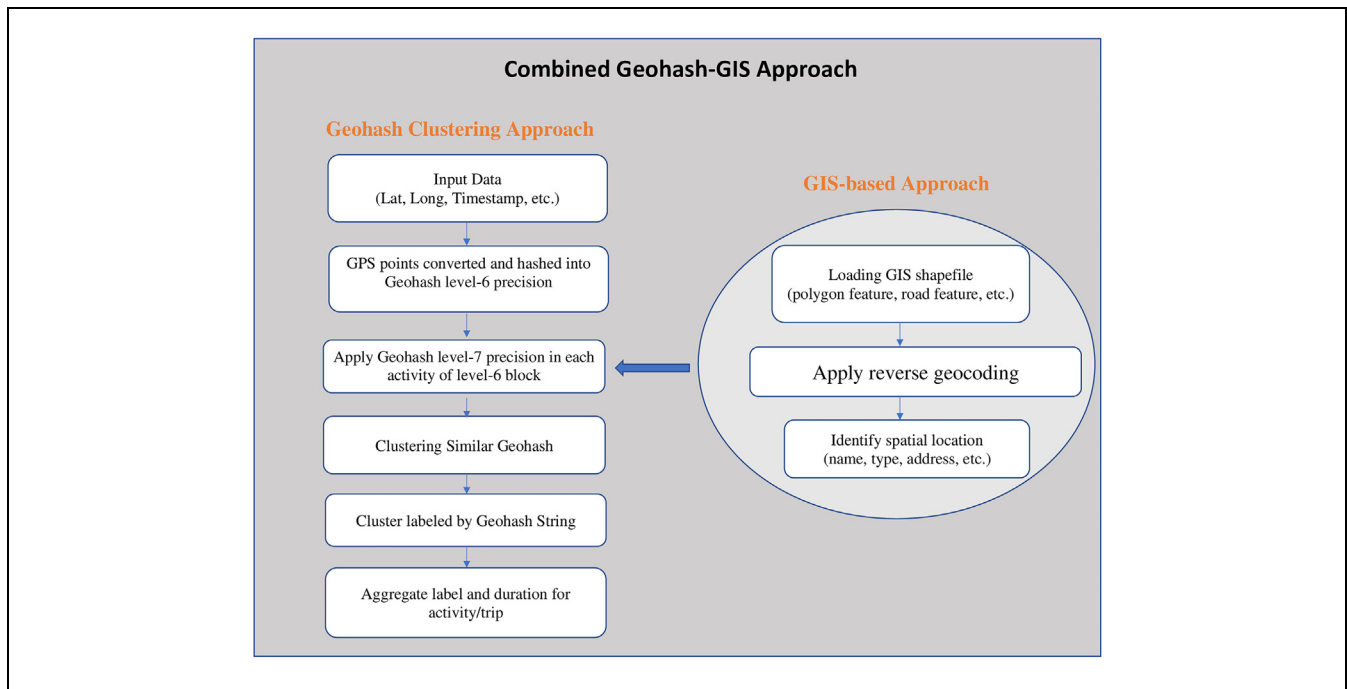 Combined Geohash-GIS Approach
Geohash Clustering Approach
Input Data
(Lat, Long, Timestamp, etc.)
GPS points converted and hashed into
Geohash level-6 precision
Apply Geohash level-7 precision in each
activity of level-6 block
Clustering Similar Geohash
Cluster labeled by Geohash String
Aggregate label and duration for
activity/trip
GIS-based Approach
Loading GIS shapefile
(polygon feature, road feature, etc.)
Apply reverse geocoding
Identify spatial location
(name, type, address, etc.)